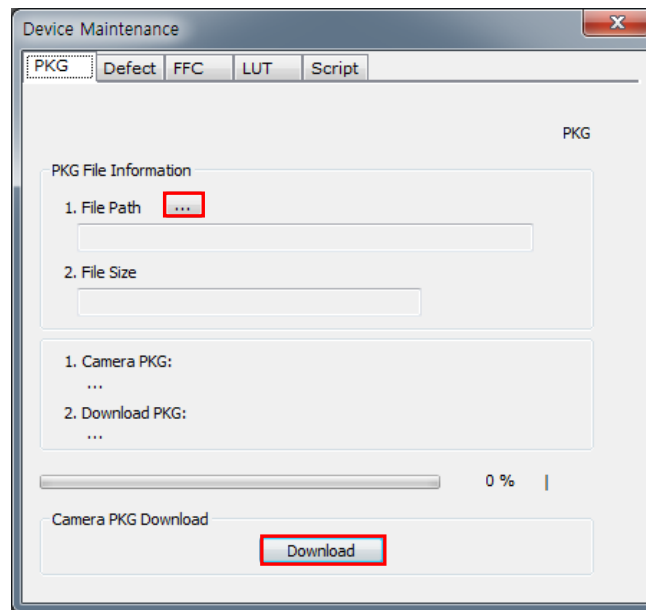 Device Maintenance
PKG Defect FFC LUT Script
PKG
PKG File Information
1. File Path ...
2. File Size
1. Camera PKG:
...
2. Download PKG:
...
0 % |
Camera PKG Download
Download